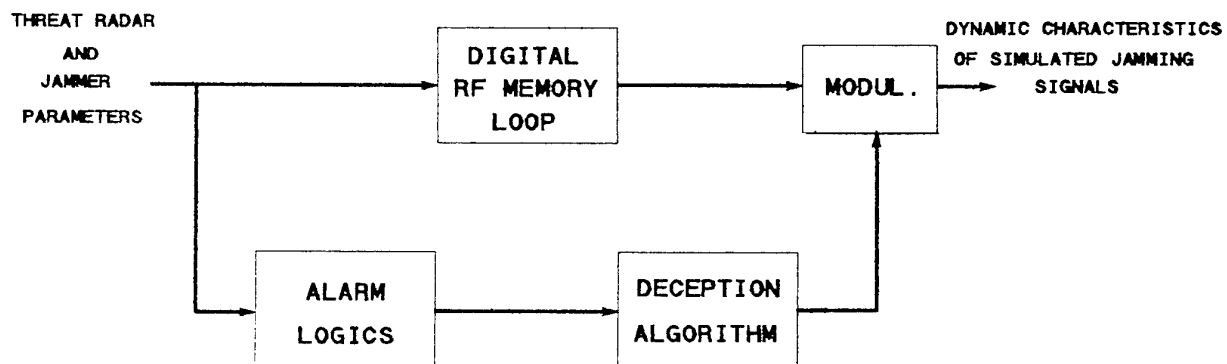 THREAT RADAR
AND
JAMMER
PARAMETERS
DIGITAL
RF MEMORY
LOOP
MODUL.
DYNAMIC CHARACTERISTICS
OF SIMULATED JAMMING
SIGNALS
ALARM
LOGICS
DECEPTION
ALGORITHM